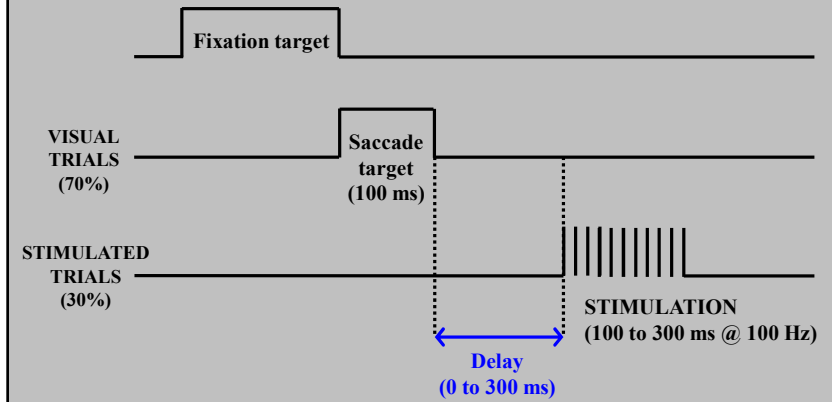 Fixation target
VISUAL
TRIALS
(70%)
Saccade
target
(100 ms)
STIMULATED
TRIALS
(30%)
STIMULATION
(100 to 300 ms @ 100 Hz)
Delay
(0 to 300 ms)